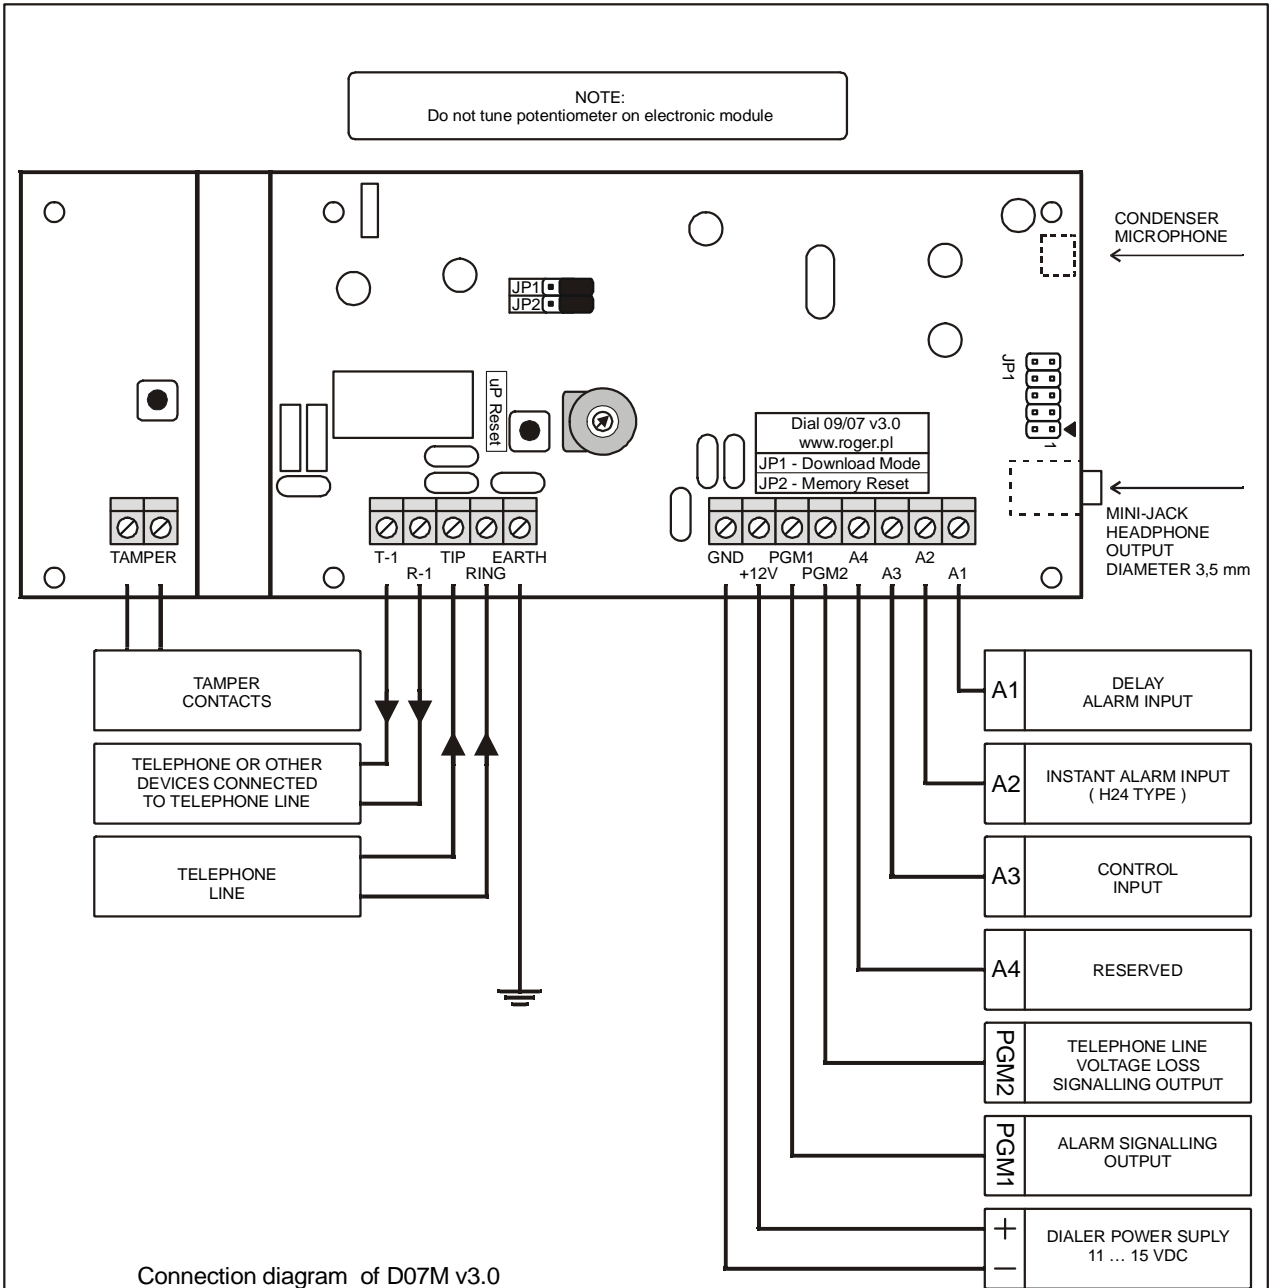 NOTE:
Do not tune potentiometer on electronic module
CONDENSER
MICROPHONE
JP1
JP2
JP1
1
uP Reset
Dial 09/07 v3.0
www.roger.pl
JP1 - Download Mode
JP2 - Memory Reset
MINI-JACK
HEADPHONE
OUTPUT
DIAMETER 3,5 mm
TAMPER
T-1
R-1
TIP
RING
EARTH
GND
+12V
PGM1
PGM2
A4
A3
A2
A1
TAMPER
CONTACTS
TELEPHONE OR OTHER
DEVICES CONNECTED
TO TELEPHONE LINE
TELEPHONE
LINE
A1
DELAY
ALARM INPUT
A2
INSTANT ALARM INPUT
( H24 TYPE )
A3
CONTROL
INPUT
A4
RESERVED
PGM2
TELEPHONE LINE
VOLTAGE LOSS
SIGNALLING OUTPUT
PGM1
ALARM SIGNALLING
OUTPUT
+
−
DIALER POWER SUPLY
11 ... 15 VDC
Connection diagram of D07M v3.0